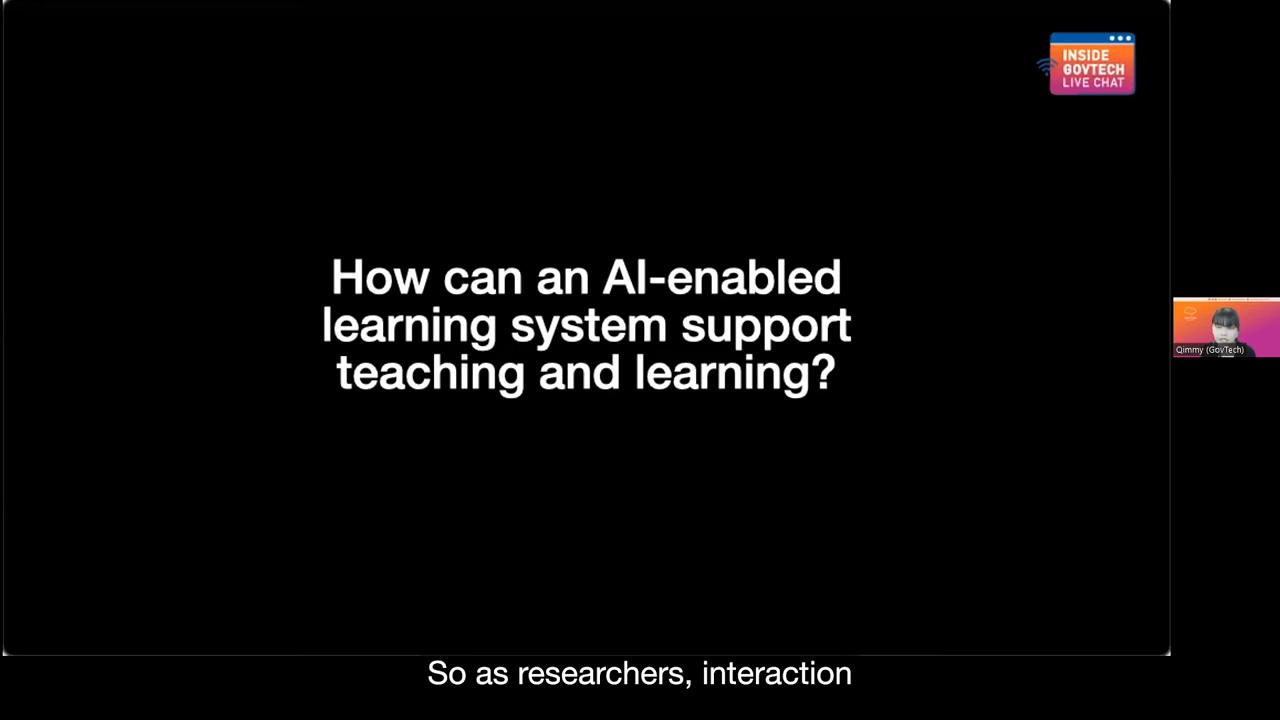 INSIDE
GOVTECH
LIVE CHAT
How can an AI-enabled
learning system support
teaching and learning?
Qimmy (GovTech)
So as researchers, interaction